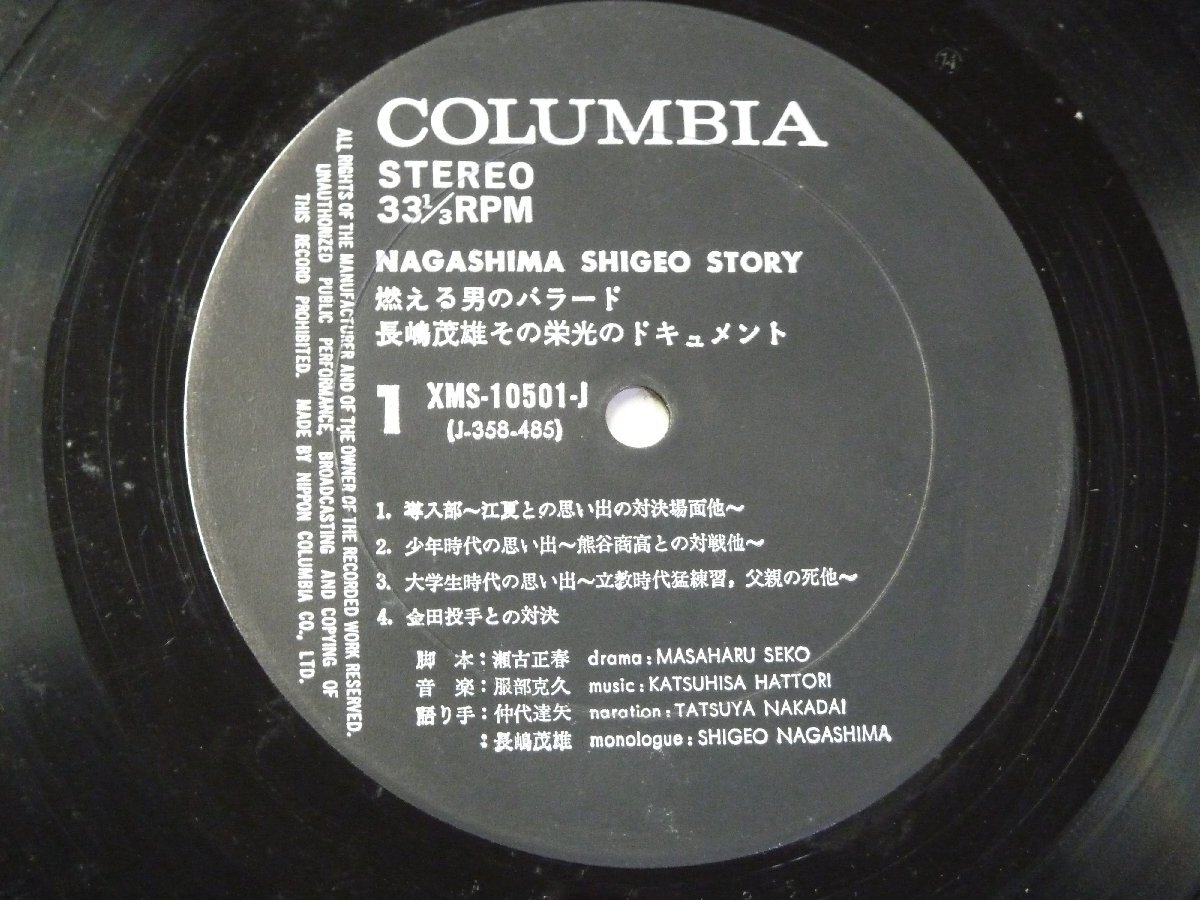 COLUMBIA
STEREO
33 1/3 RPM
NAGASHIMA SHIGEO STORY
燃える男のバラード
長嶋茂雄その栄光のドキュメント
1 XMS-10501-J
(J-358-485)
1. 導入部〜江夏との思い出の対決場面他〜
2. 少年時代の思い出〜熊谷商高との対戦他〜
3. 大学生時代の思い出〜立教時代猛練習，父親の死他〜
4. 金田投手との対決
脚 本：瀬古正春 drama: MASAHARU SEKO
音 楽：服部克久 music: KATSUHISA HATTORI
語り手：仲代達矢 naration: TATSUYA NAKADAI
：長嶋茂雄 monologue: SHIGEO NAGASHIMA
ALL RIGHTS OF THE MANUFACTURER AND OF THE OWNER OF THE RECORDED WORK RESERVED.
UNAUTHORIZED PUBLIC PERFORMANCE, BROADCASTING AND COPYING OF
THIS RECORD PROHIBITED. MADE BY NIPPON COLUMBIA CO., LTD.